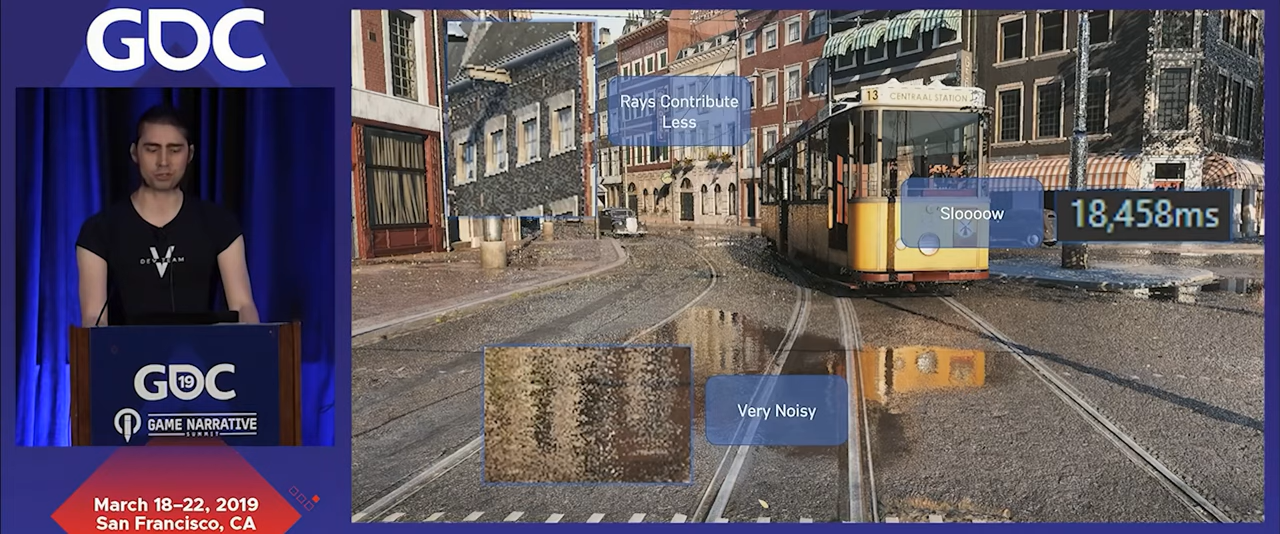 GDC
DEV TEAM
V
GDC
19
GAME NARRATIVE
SUMMIT
March 18–22, 2019
San Francisco, CA
Rays Contribute
Less
13 CENTRAAL STATION
Sloooow
18,458ms
Very Noisy